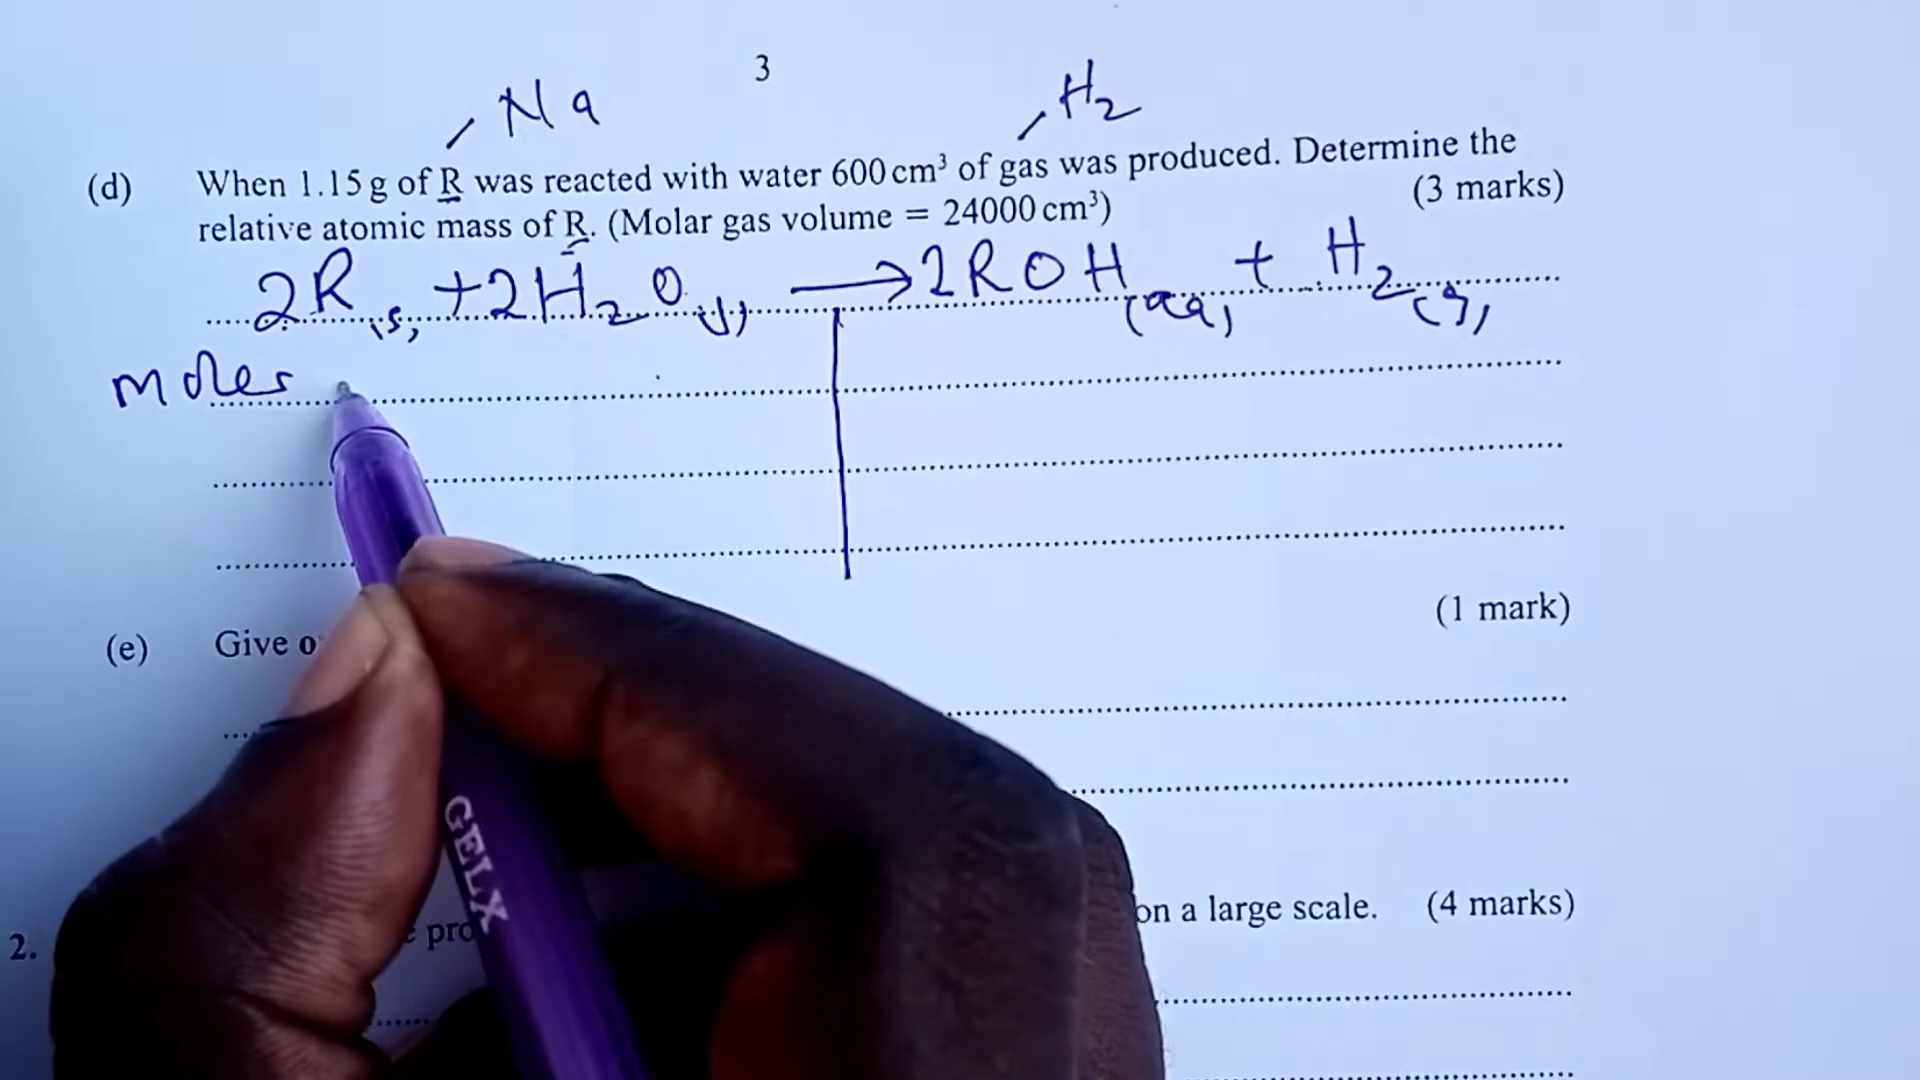 3
Na H2
(d) When 1.15 g of R was reacted with water 600 cm³ of gas was produced. Determine the
relative atomic mass of R. (Molar gas volume = 24000 cm³) (3 marks)
2R(s) + 2H2O(l) → 2ROH(aq) + H2(g)
moles
(1 mark)
(e) Give
GELX
2. on a large scale. (4 marks)